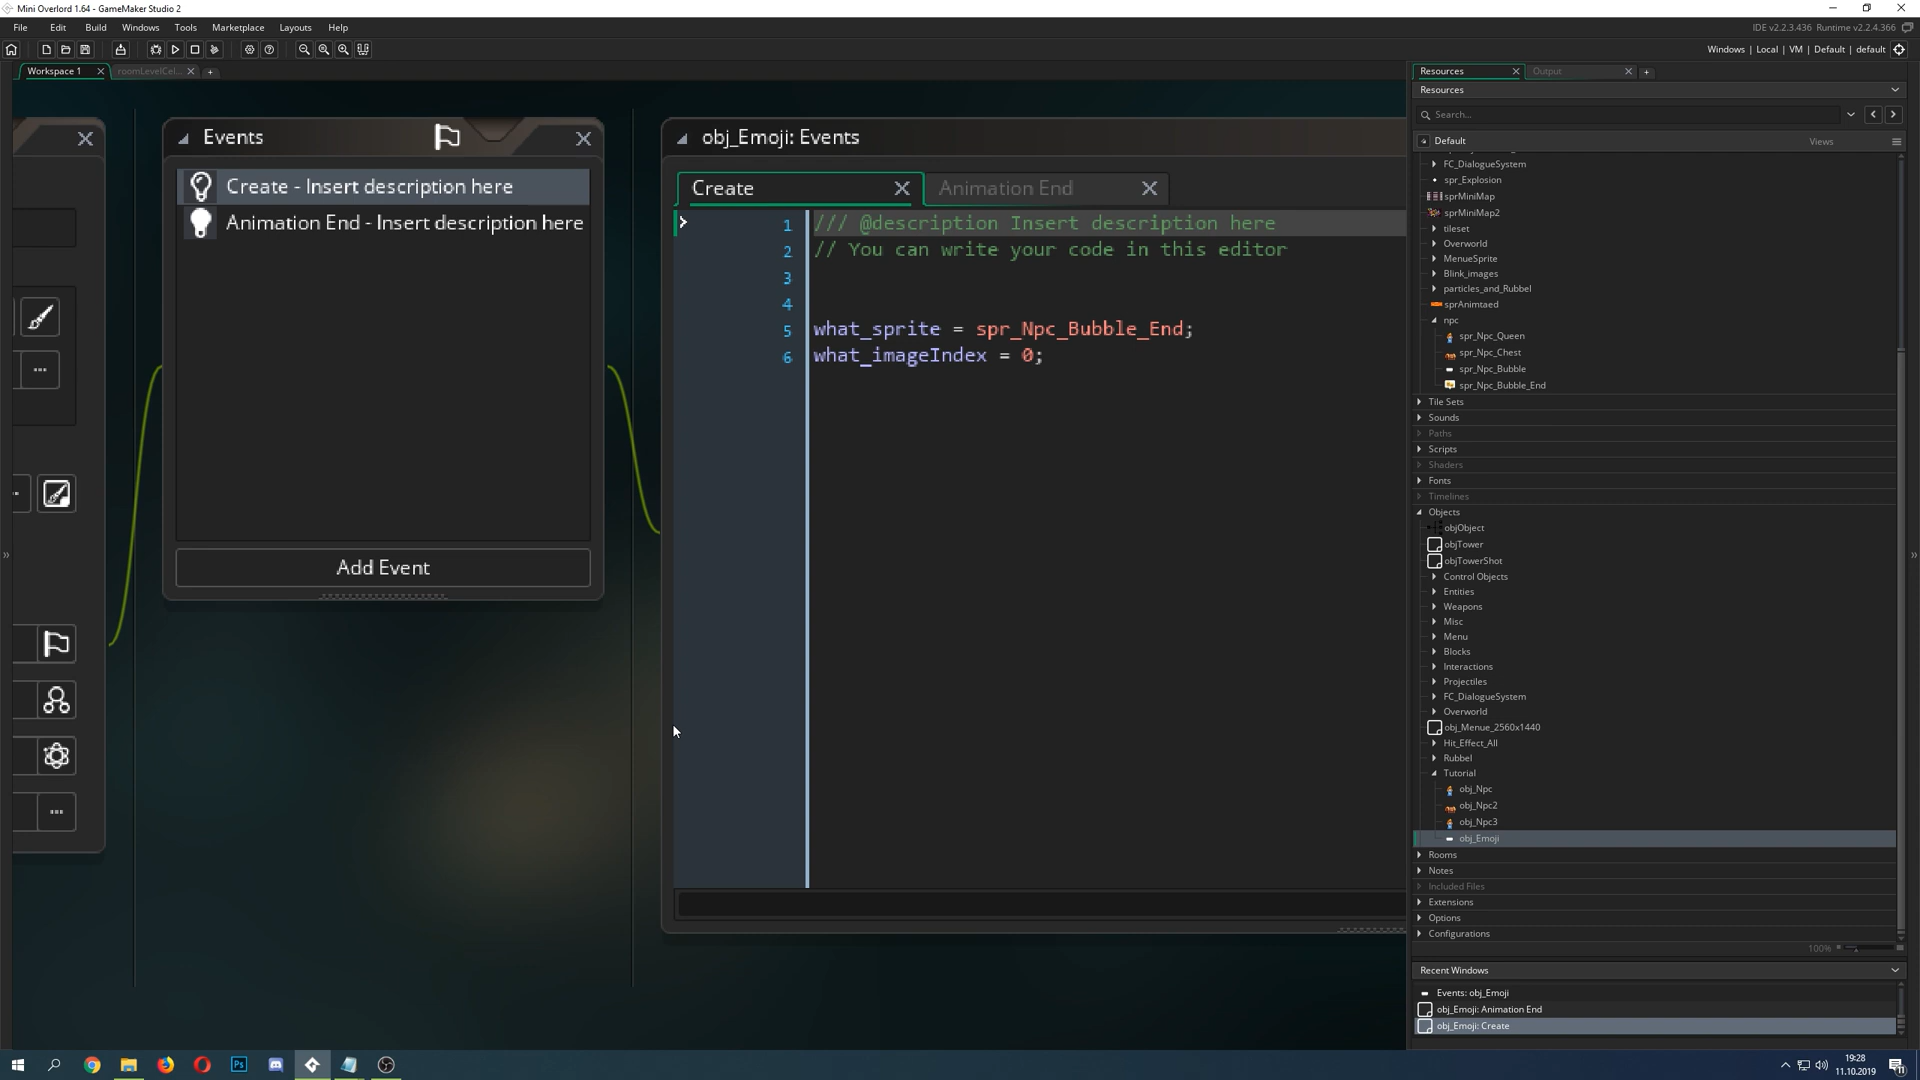 Mini Overlord 1.64 - GameMaker Studio 2
File Edit Build Windows Tools Marketplace Layouts Help
IDE v2.2.3.436 Runtime v2.2.4.366
Windows | Local | VM | Default | default
Workspace 1
roomLevelCel...
Resources
Output
Resources
Search...
Default
Views
Events
Create - Insert description here
Animation End - Insert description here
Add Event
obj_Emoji: Events
Create
Animation End
1 /// @description Insert description here
2 // You can write your code in this editor
3
4
5 what_sprite = spr_Npc_Bubble_End;
6 what_imageIndex = 0;
FC_DialogueSystem
spr_Explosion
sprMiniMap
sprMiniMap2
tileset
Overworld
MenueSprite
Blink_images
particles_and_Rubbel
sprAnimtaed
npc
spr_Npc_Queen
spr_Npc_Chest
spr_Npc_Bubble
spr_Npc_Bubble_End
Tile Sets
Sounds
Paths
Scripts
Shaders
Fonts
Timelines
Objects
objObject
objTower
objTowerShot
Control Objects
Entities
Weapons
Misc
Menu
Blocks
Interactions
Projectiles
FC_DialogueSystem
Overworld
obj_Menue_2560x1440
Hit_Effect_All
Rubbel
Tutorial
obj_Npc
obj_Npc2
obj_Npc3
obj_Emoji
Rooms
Notes
Included Files
Extensions
Options
Configurations
100%
Recent Windows
Events: obj_Emoji
obj_Emoji: Animation End
obj_Emoji: Create
19:28
11.10.2019